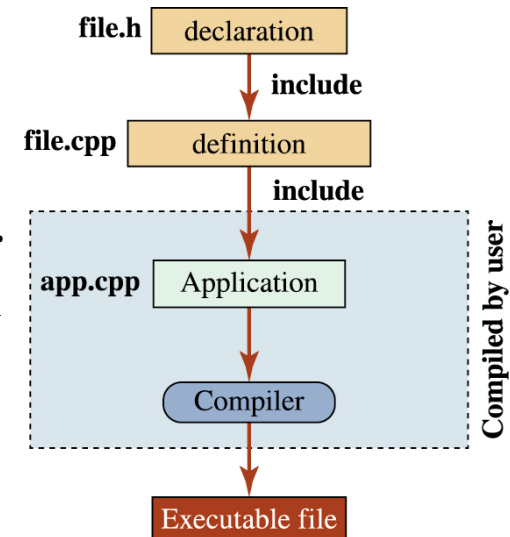 file.h
declaration
include
file.cpp
definition
include
app.cpp
Application
Compiler
Compiled by user
Executable file